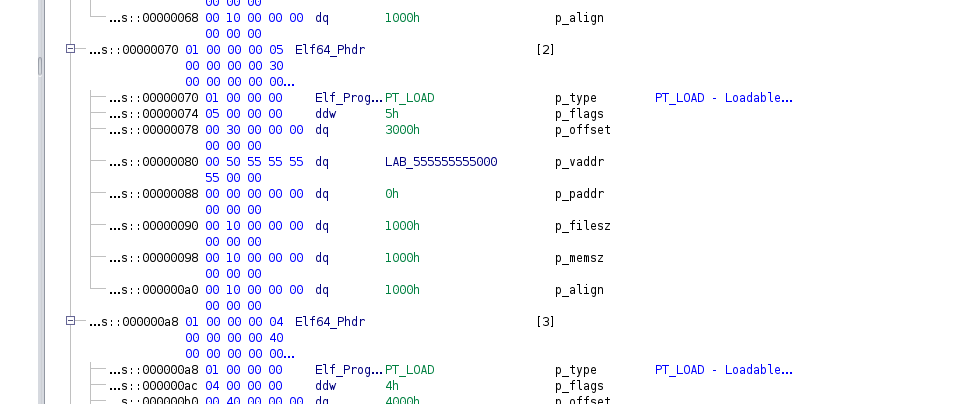 00 00 00
...s::00000068 00 10 00 00 00 dq 1000h p_align
00 00 00
...s::00000070 01 00 00 00 05 Elf64_Phdr [2]
00 00 00 00 30
00 00 00 00 00...
...s::00000070 01 00 00 00 Elf_Prog...PT_LOAD p_type PT_LOAD - Loadable...
...s::00000074 05 00 00 00 ddw 5h p_flags
...s::00000078 00 30 00 00 00 dq 3000h p_offset
00 00 00
...s::00000080 00 50 55 55 55 dq LAB_555555555000 p_vaddr
55 00 00
...s::00000088 00 00 00 00 00 dq 0h p_paddr
00 00 00
...s::00000090 00 10 00 00 00 dq 1000h p_filesz
00 00 00
...s::00000098 00 10 00 00 00 dq 1000h p_memsz
00 00 00
...s::000000a0 00 10 00 00 00 dq 1000h p_align
00 00 00
...s::000000a8 01 00 00 00 04 Elf64_Phdr [3]
00 00 00 00 40
00 00 00 00 00...
...s::000000a8 01 00 00 00 Elf_Prog...PT_LOAD p_type PT_LOAD - Loadable...
...s::000000ac 04 00 00 00 ddw 4h p_flags
...s::000000b0 00 40 00 00 00 dq 4000h p_offset